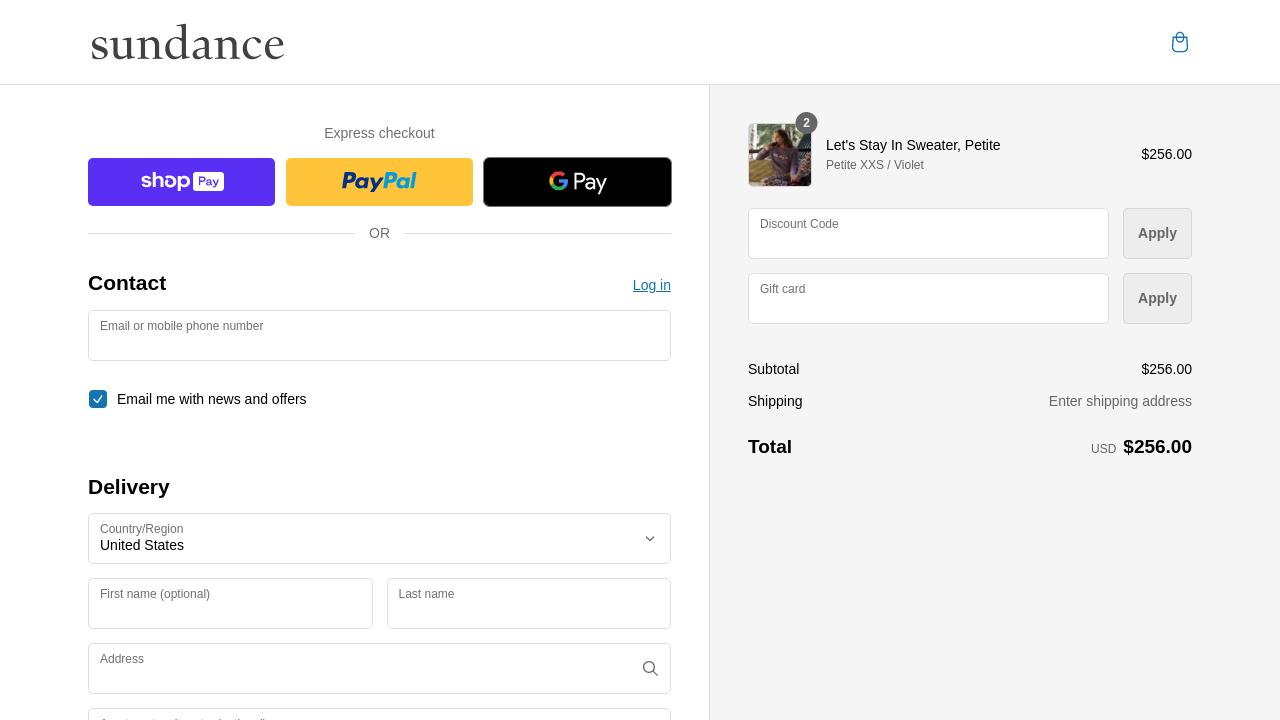 sundance
Express checkout
shop Pay
PayPal
G Pay
OR
Contact
Log in
Email or mobile phone number
Email me with news and offers
Delivery
Country/Region
United States
First name (optional)
Last name
Address
2
Let's Stay In Sweater, Petite
Petite XXS / Violet
$256.00
Discount Code
Apply
Gift card
Apply
Subtotal
$256.00
Shipping
Enter shipping address
Total
USD $256.00